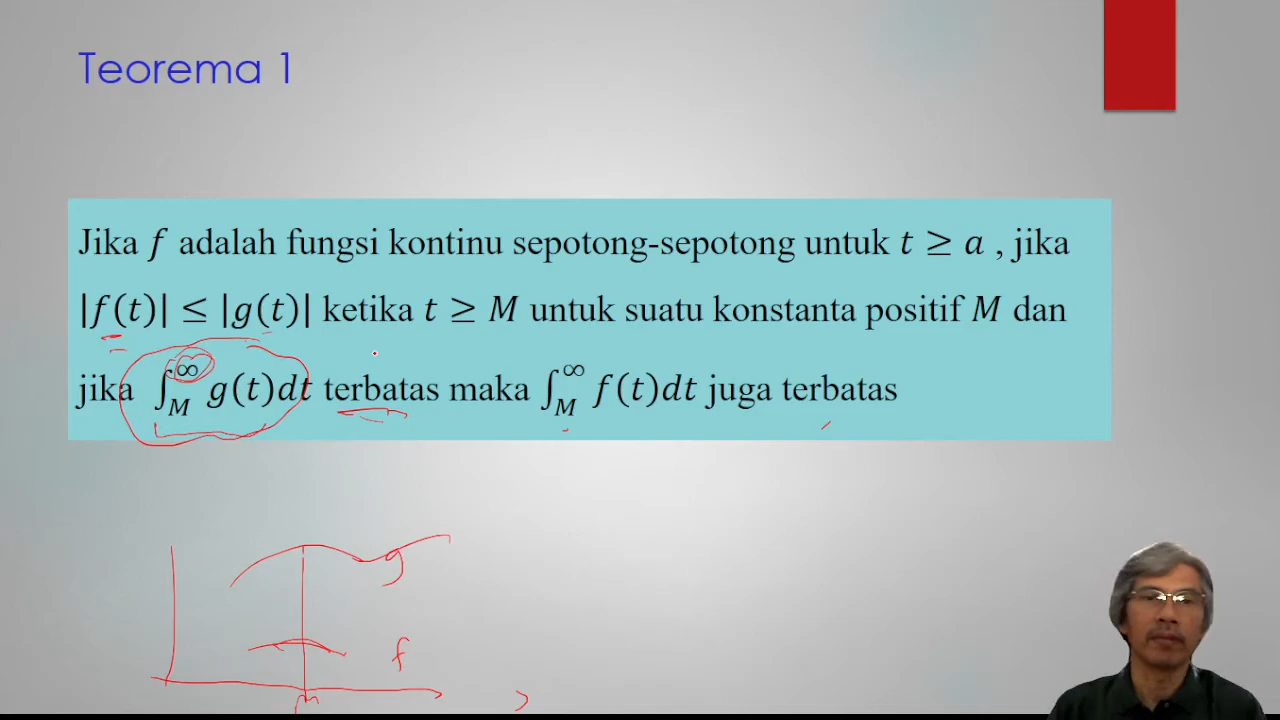 Teorema 1
Jika f adalah fungsi kontinu sepotong-sepotong untuk t ≥ a , jika
|f(t)| ≤ |g(t)| ketika t ≥ M untuk suatu konstanta positif M dan
jika ∫_M^∞ g(t)dt terbatas maka ∫_M^∞ f(t)dt juga terbatas
g
f
m